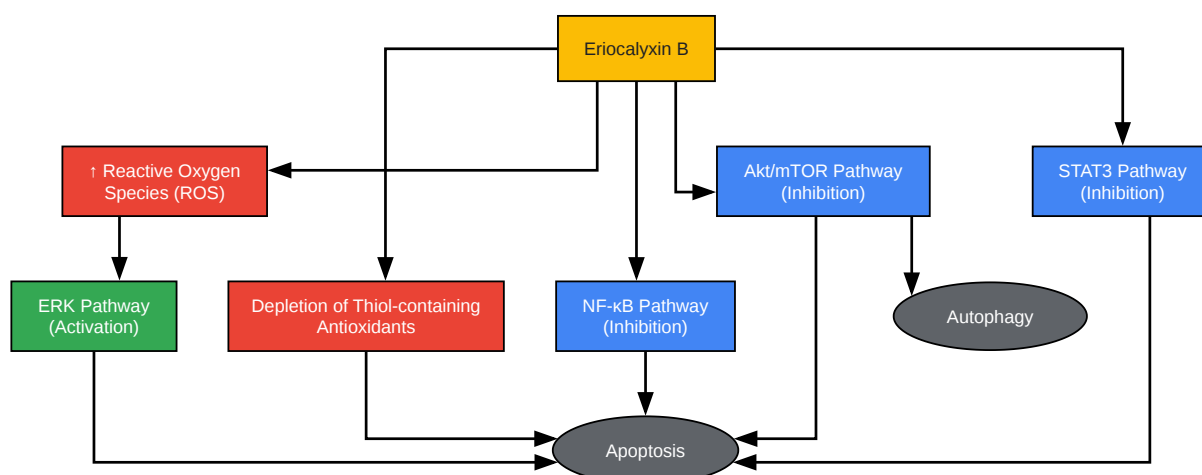 Eriocalyxin B
↑ Reactive Oxygen
Species (ROS)
Akt/mTOR Pathway
(Inhibition)
STAT3 Pathway
(Inhibition)
ERK Pathway
(Activation)
Depletion of Thiol-containing
Antioxidants
NF-κB Pathway
(Inhibition)
Autophagy
Apoptosis